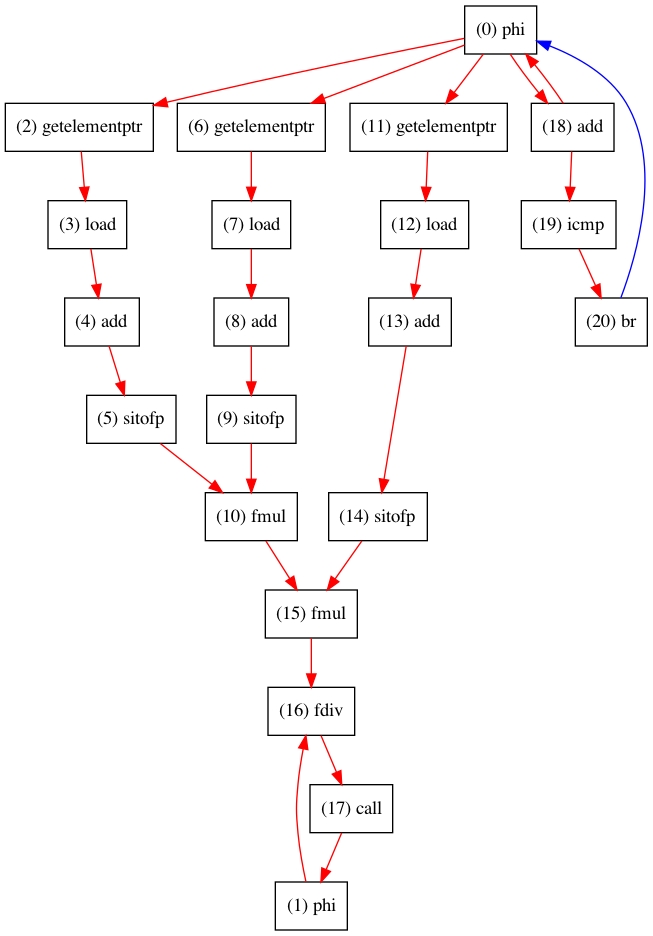 (0) phi
(2) getelementptr
(6) getelementptr
(11) getelementptr
(18) add
(3) load
(7) load
(12) load
(19) icmp
(4) add
(8) add
(13) add
(20) br
(5) sitofp
(9) sitofp
(10) fmul
(14) sitofp
(15) fmul
(16) fdiv
(17) call
(1) phi